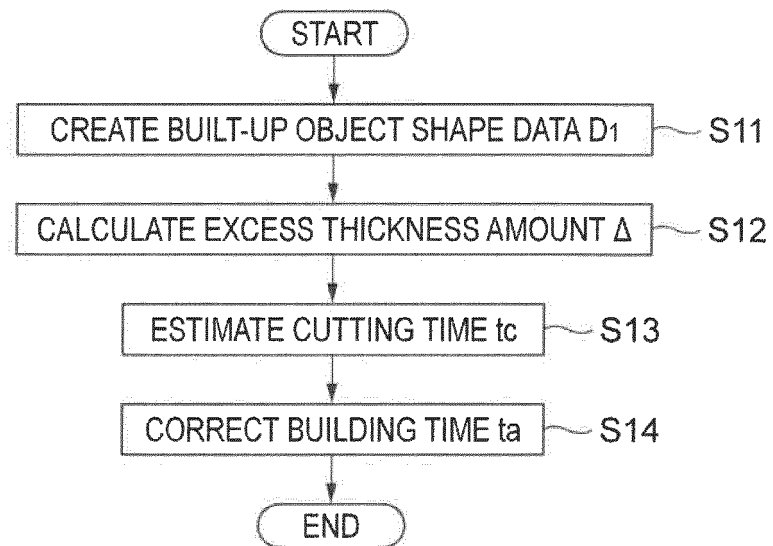 START
CREATE BUILT-UP OBJECT SHAPE DATA D1 S11
CALCULATE EXCESS THICKNESS AMOUNT Δ S12
ESTIMATE CUTTING TIME tc S13
CORRECT BUILDING TIME ta S14
END